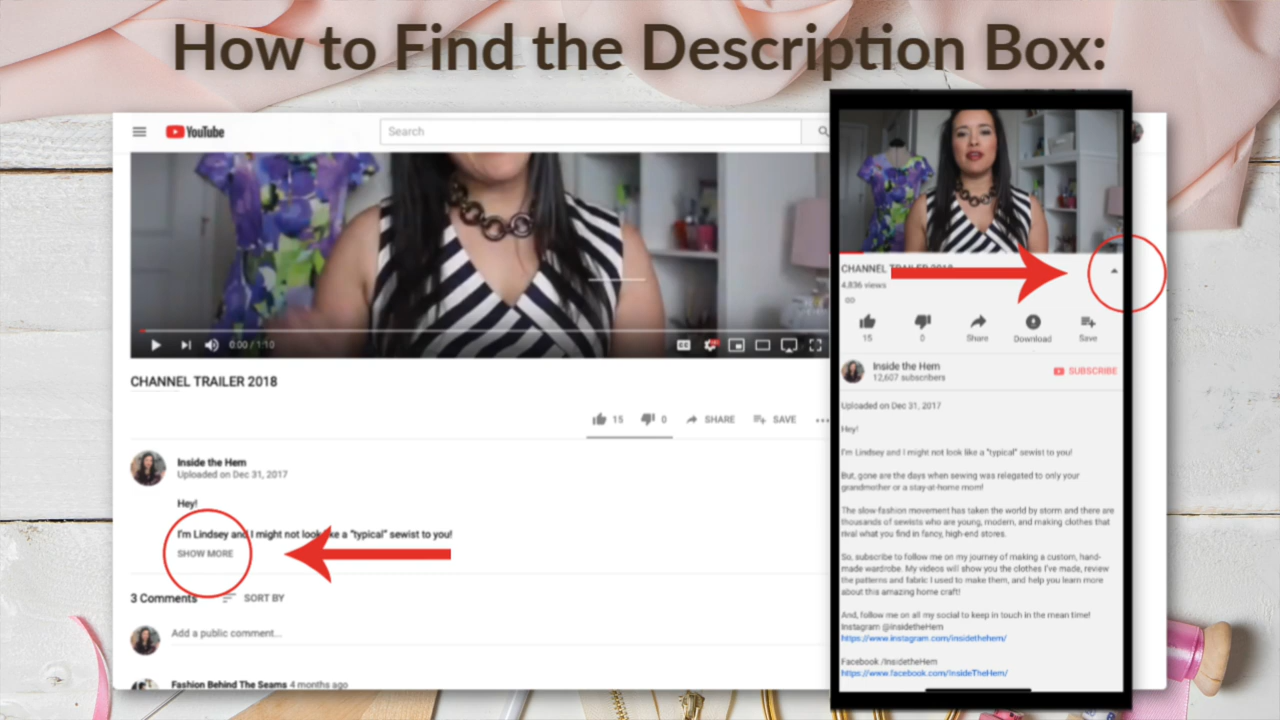 How to Find the Description Box:
YouTube
Search
0:00 / 1:10
CC
CHANNEL TRAILER 2018
15
0
SHARE
SAVE
Inside the Hem
Uploaded on Dec 31, 2017
Hey!
I'm Lindsey and I might not look like a "typical" sewist to you!
SHOW MORE
3 Comments
SORT BY
Add a public comment...
Fashion Behind The Seams 4 months ago
CHANNEL TRAILER 2018
4,836 views
15
0
Share
Download
Save
Inside the Hem
12,607 subscribers
SUBSCRIBE
Uploaded on Dec 31, 2017
Hey!
I'm Lindsey and I might not look like a "typical" sewist to you!
But, gone are the days when sewing was relegated to only your
grandmother or a stay-at-home mom!
The slow-fashion movement has taken the world by storm and there are
thousands of sewists who are young, modern, and making clothes that
rival what you find in fancy, high-end stores.
So, subscribe to follow me on my journey of making a custom, hand-
made wardrobe. My videos will show you the clothes I've made, review
the patterns and fabric I used to make them, and help you learn more
about this amazing home craft!
And, follow me on all my social to keep in touch in the mean time!
Instagram @insidetheHem
https://www.instagram.com/insidethehem/
Facebook /InsidetheHem
https://www.facebook.com/InsideTheHem/